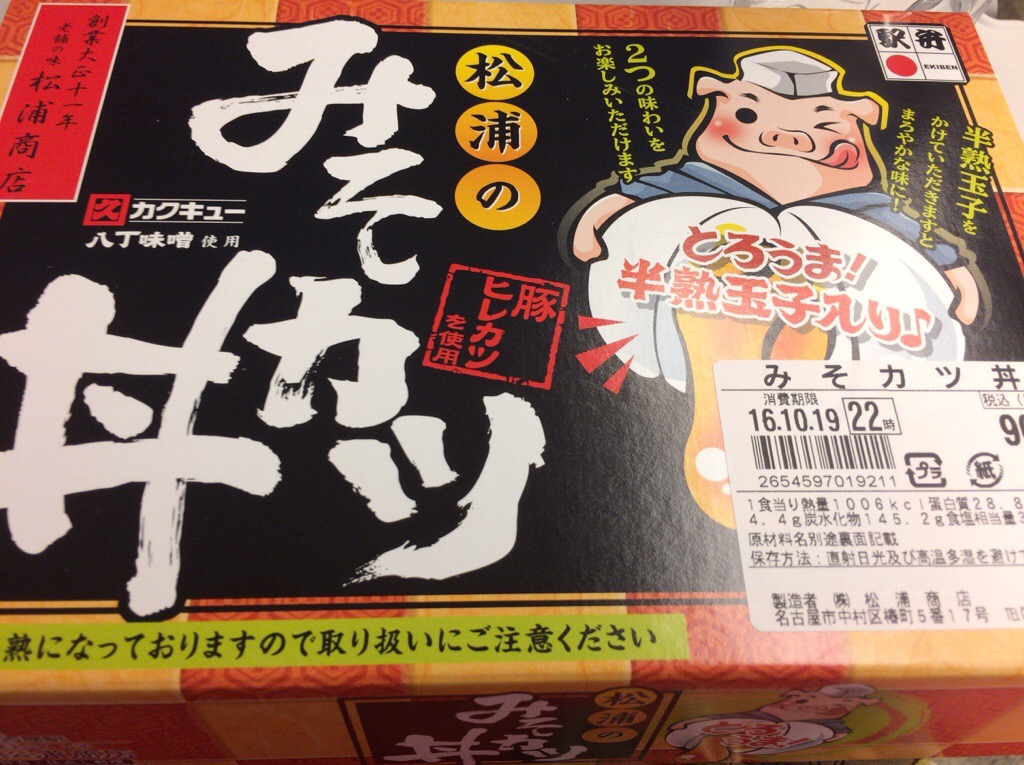 創業大正十一年
老舗の味
松浦商店
松浦の
みそカツ丼
カクキュー
八丁味噌使用
豚ヒレカツを使用
2つの味わいを
お楽しみいただけます
駅弁
EKIBEN
半熟玉子を
かけていただきますと
まろやかな味に!
とろうま!
半熟玉子入り♪
みそカツ丼
消費期限
税込
16.10.19 22時
プラ
紙
2654597019211
1食当り熱量1006kcl蛋白質28.8
4.4g炭水化物145.2g食塩相当量
原材料名別途裏面記載
保存方法:直射日光及び高温多湿を避け
製造者 ㈱ 松浦商店
名古屋市中村区椿町5番17号
熱になっておりますので取り扱いにご注意ください
松浦の
みそカツ丼